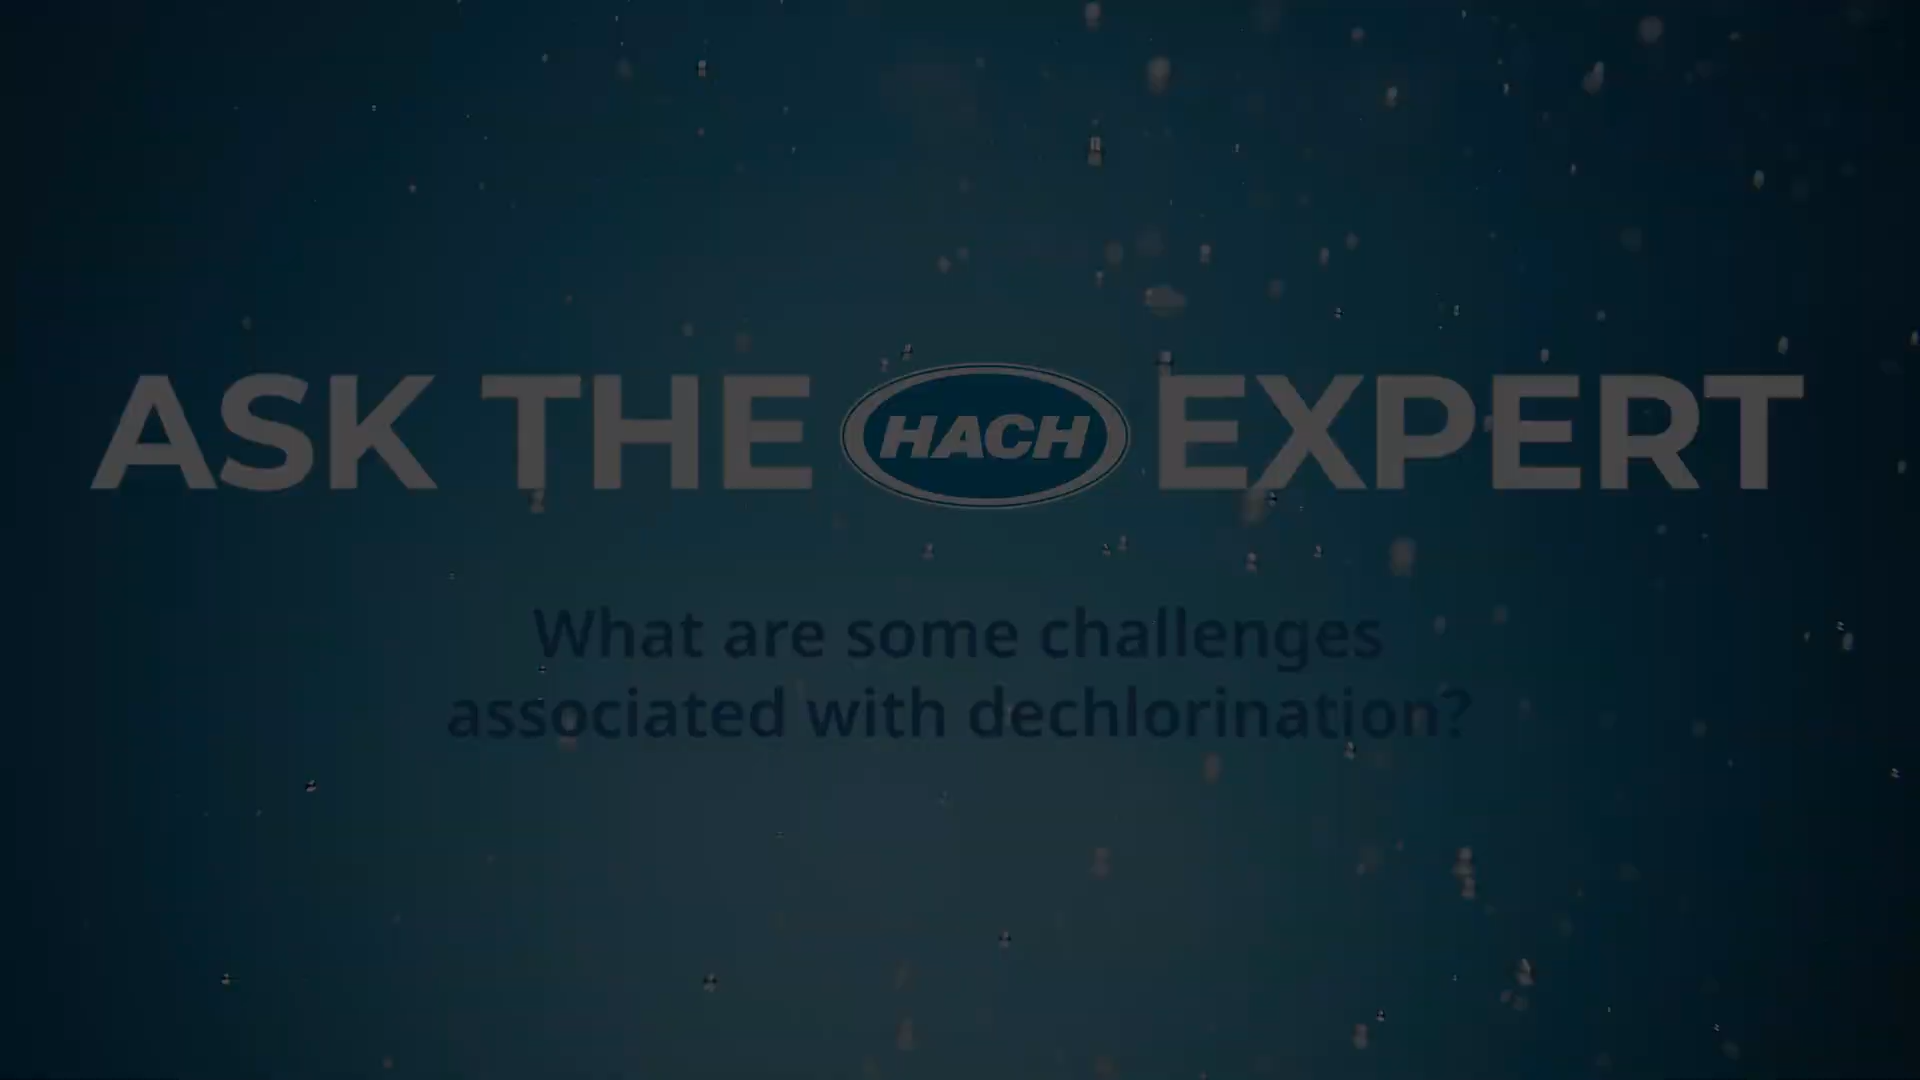 ASK THE HACH EXPERT
What are some challenges
associated with dechlorination?